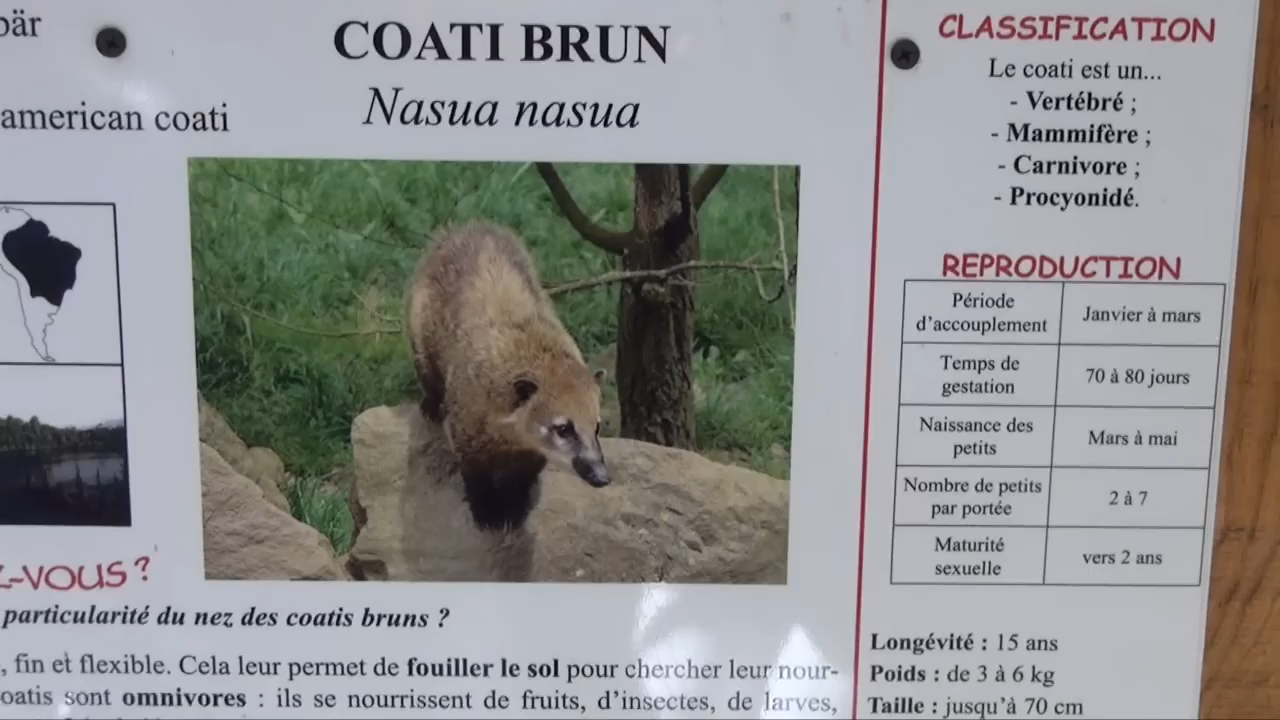 bär
american coati
COATI BRUN
Nasua nasua
-VOUS ?
particularité du nez des coatis bruns ?
, fin et flexible. Cela leur permet de fouiller le sol pour chercher leur nour-
oatis sont omnivores : ils se nourrissent de fruits, d'insectes, de larves,
CLASSIFICATION
Le coati est un...
- Vertébré ;
- Mammifère ;
- Carnivore ;
- Procyonidé.
REPRODUCTION
Période d'accouplement
Janvier à mars
Temps de gestation
70 à 80 jours
Naissance des petits
Mars à mai
Nombre de petits par portée
2 à 7
Maturité sexuelle
vers 2 ans
Longévité : 15 ans
Poids : de 3 à 6 kg
Taille : jusqu'à 70 cm